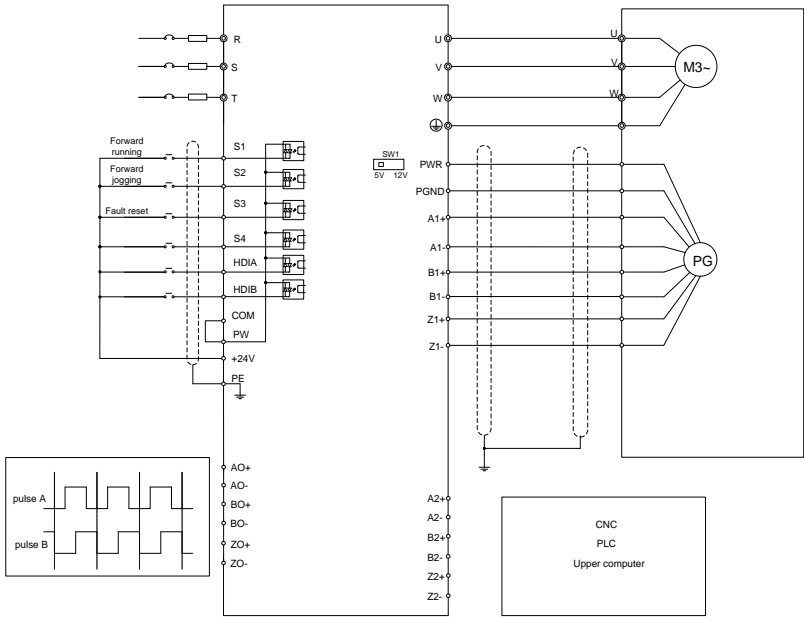 R
S
T
U
V
W
U
V
W
M3~
Forward
running
Forward
jogging
Fault reset
S1
S2
S3
S4
HDIA
HDIB
COM
PW
+24V
PE
SW1
5V 12V
PWR
PGND
A1+
A1-
B1+
B1-
Z1+
Z1-
PG
AO+
AO-
BO+
BO-
ZO+
ZO-
pulse A
pulse B
A2+
A2-
B2+
B2-
Z2+
Z2-
CNC
PLC
Upper computer